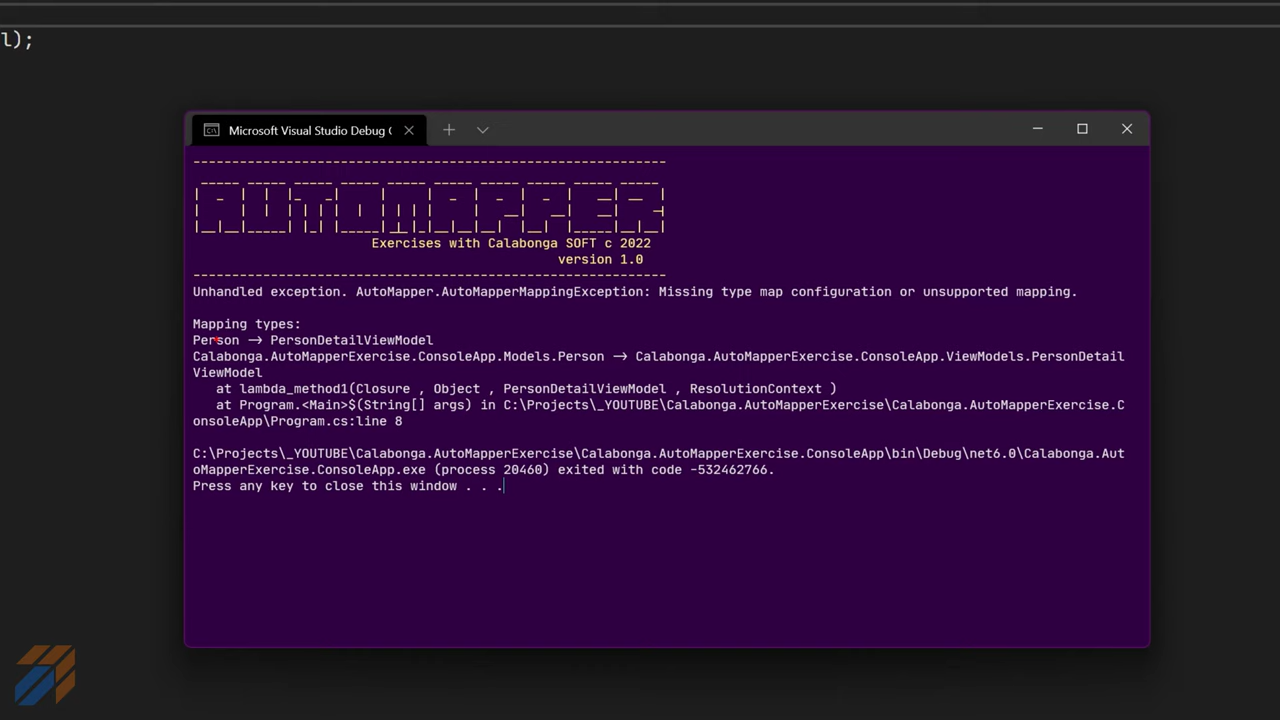 l);
Microsoft Visual Studio Debug
AUTOMAPPER
Exercises with Calabonga SOFT c 2022
version 1.0
Unhandled exception. AutoMapper.AutoMapperMappingException: Missing type map configuration or unsupported mapping.
Mapping types:
Person -> PersonDetailViewModel
Calabonga.AutoMapperExercise.ConsoleApp.Models.Person -> Calabonga.AutoMapperExercise.ConsoleApp.ViewModels.PersonDetail
ViewModel
at lambda_method1(Closure , Object , PersonDetailViewModel , ResolutionContext )
at Program.<Main>$(String[] args) in C:\Projects\_YOUTUBE\Calabonga.AutoMapperExercise\Calabonga.AutoMapperExercise.C
onsoleApp\Program.cs:line 8
C:\Projects\_YOUTUBE\Calabonga.AutoMapperExercise\Calabonga.AutoMapperExercise.ConsoleApp\bin\Debug\net6.0\Calabonga.Aut
oMapperExercise.ConsoleApp.exe (process 20460) exited with code -532462766.
Press any key to close this window . . .